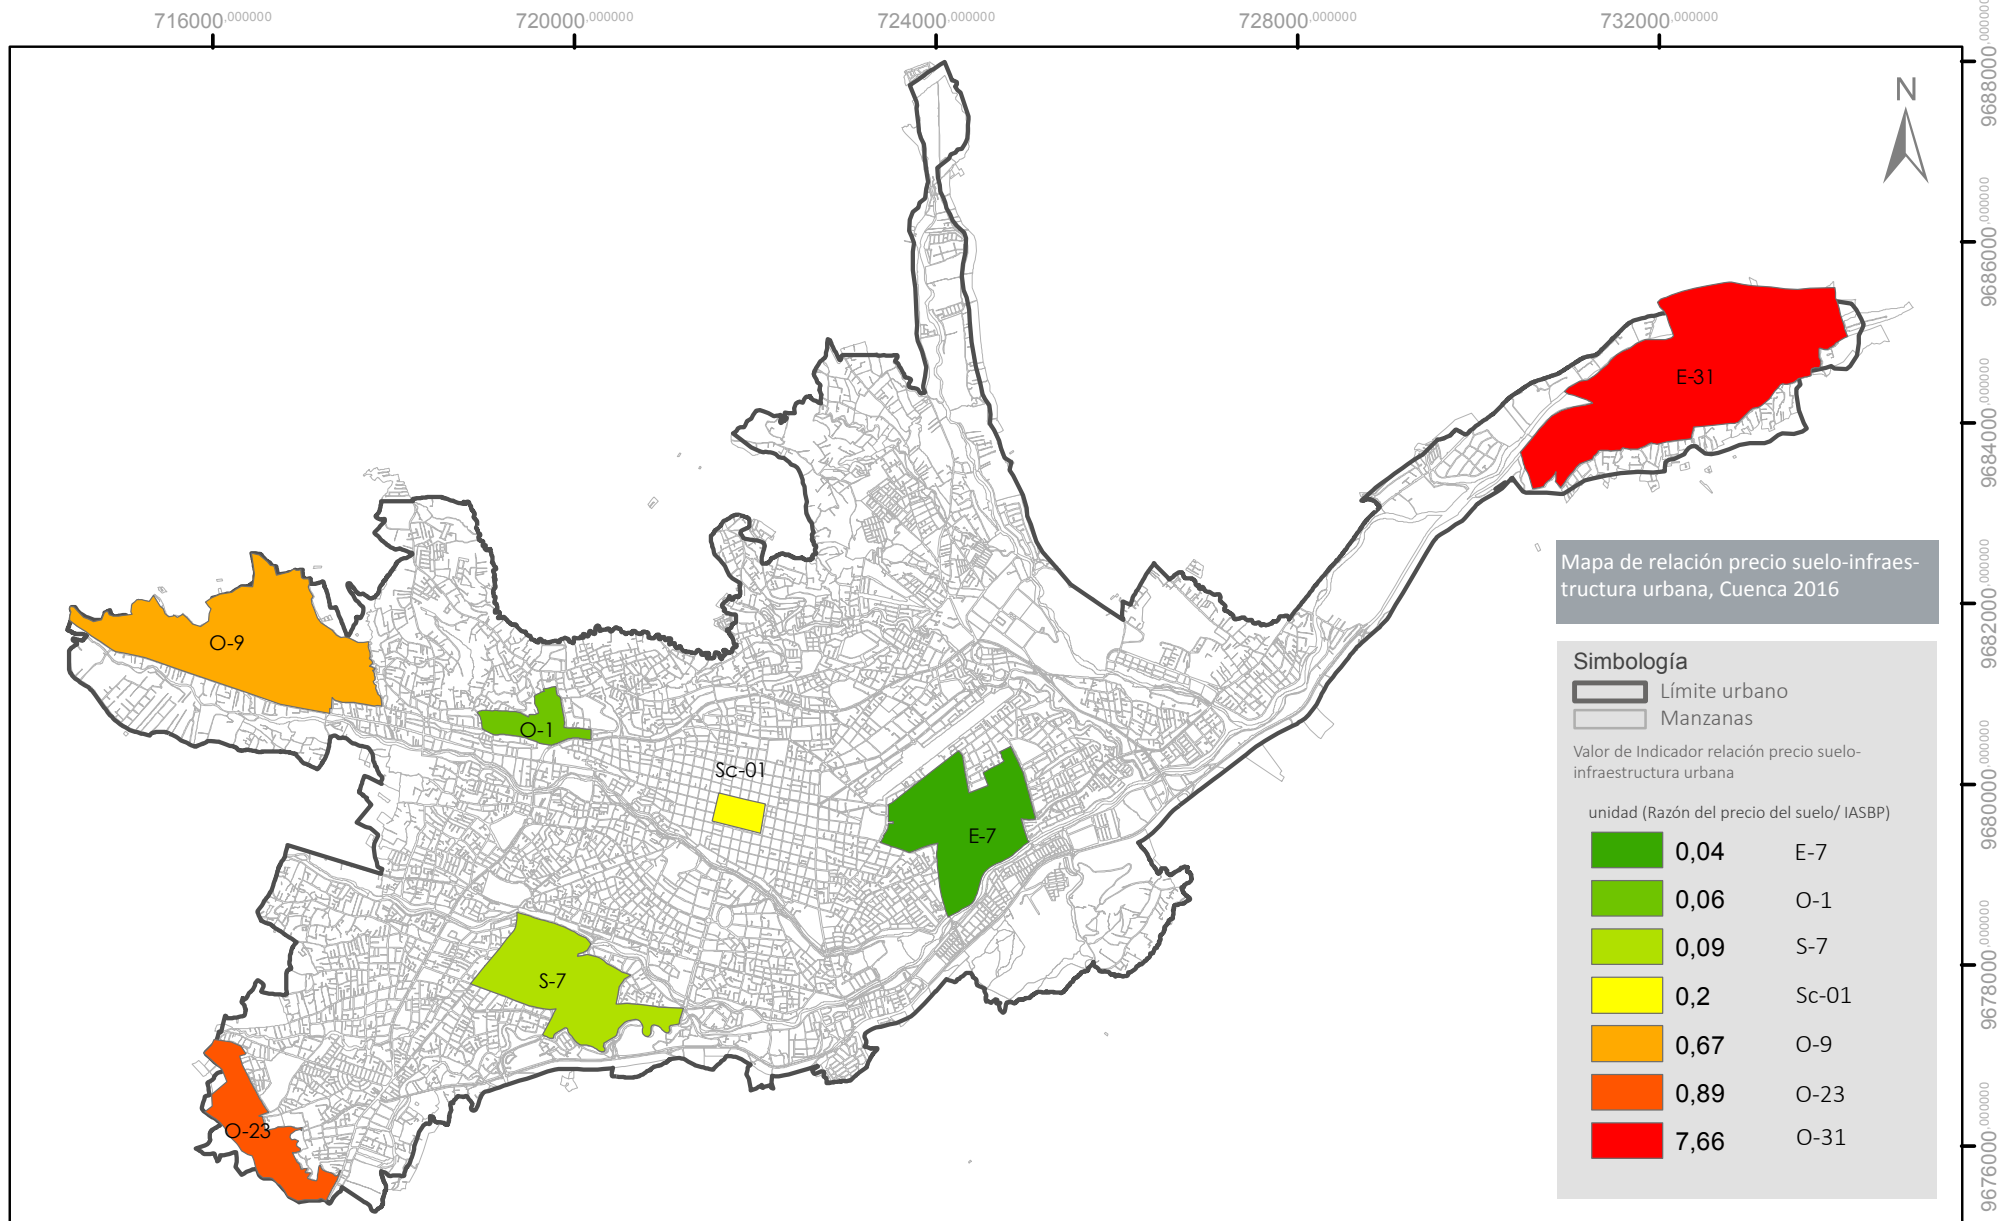 716000,000000 720000,000000 724000,000000 728000,000000 732000,000000
9688000,000000
N
9686000,000000
E-31
9684000,000000
Mapa de relación precio suelo-infraes-
tructura urbana, Cuenca 2016
9682000,000000
O-9
Simbología
Límite urbano
Manzanas
Valor de Indicador relación precio suelo-
infraestructura urbana
O-1
Sc-01
9680000,000000
unidad (Razón del precio del suelo/ IASBP)
E-7
0,04 E-7
0,06 O-1
0,09 S-7
9678000,000000
S-7
0,2 Sc-01
0,67 O-9
0,89 O-23
O-23
7,66 O-31
9676000,000000